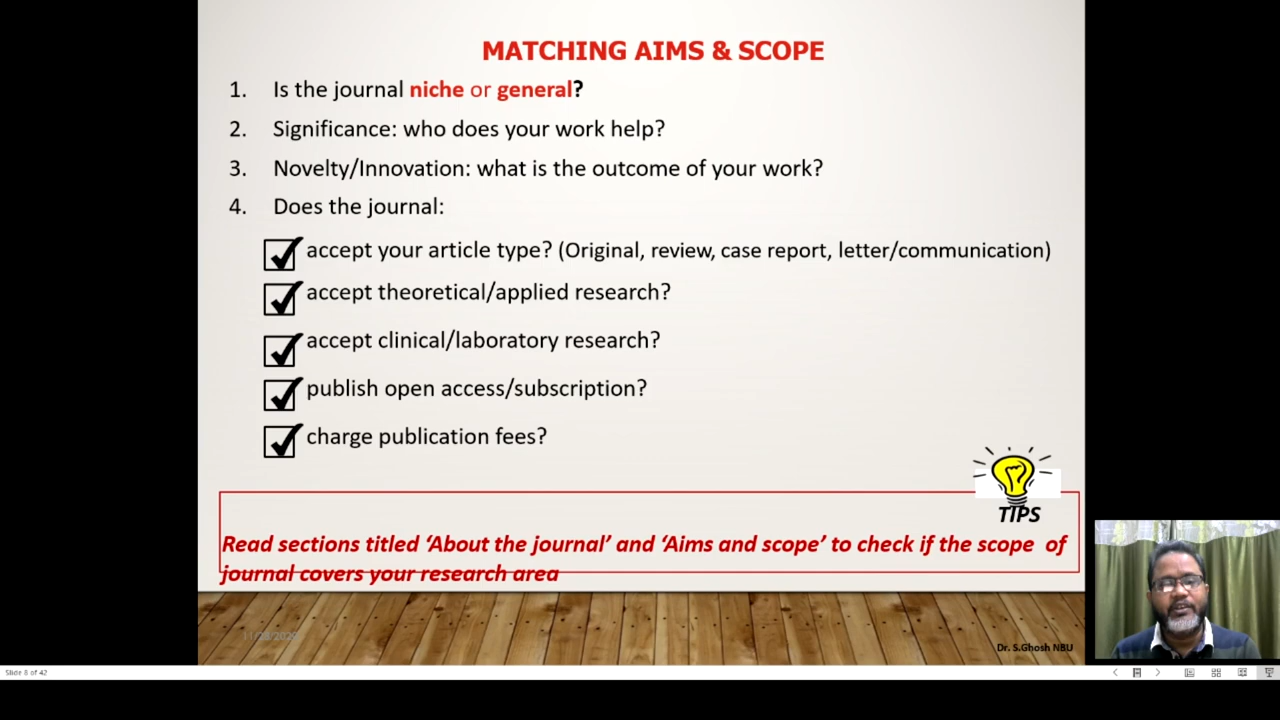 MATCHING AIMS & SCOPE
1. Is the journal niche or general?
2. Significance: who does your work help?
3. Novelty/Innovation: what is the outcome of your work?
4. Does the journal:
accept your article type? (Original, review, case report, letter/communication)
accept theoretical/applied research?
accept clinical/laboratory research?
publish open access/subscription?
charge publication fees?
TIPS
Read sections titled ‘About the journal’ and ‘Aims and scope’ to check if the scope of
journal covers your research area
Dr. S.Ghosh NBU
Slide 8 of 42